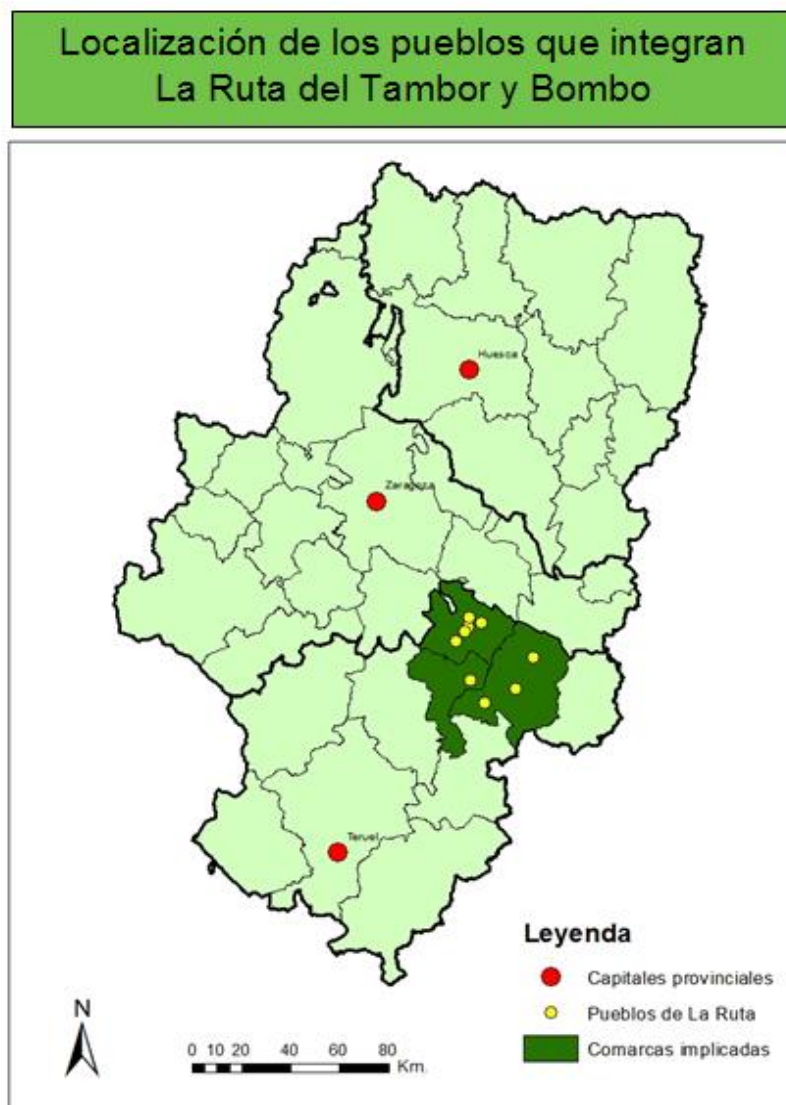 Localización de los pueblos que integran
La Ruta del Tambor y Bombo
Huesca
Zaragoza
Teruel
Leyenda
Capitales provinciales
Pueblos de La Ruta
Comarcas implicadas
N
0 10 20 40 60 80
Km.